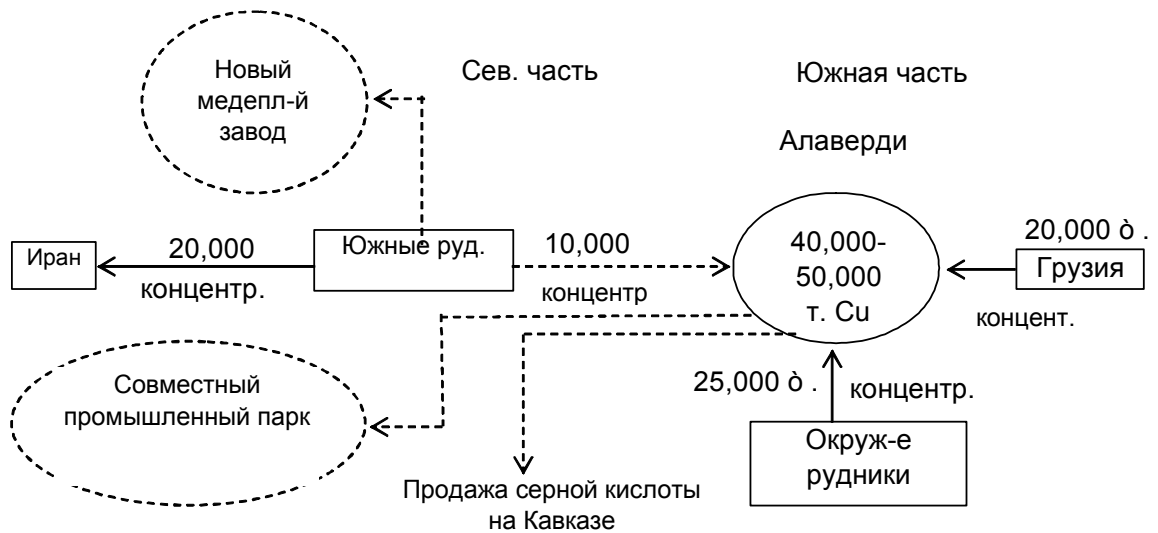 Новый
медепл-й
завод
Сев. часть
Южная часть
Алаверди
Иран
20,000
концентр.
Южные руд.
10,000
концентр
40,000-
50,000
т. Cu
20,000 ò .
Грузия
концент.
Совместный
промышленный парк
25,000 ò .
концентр.
Окруж-е
рудники
Продажа серной кислоты
на Кавказе